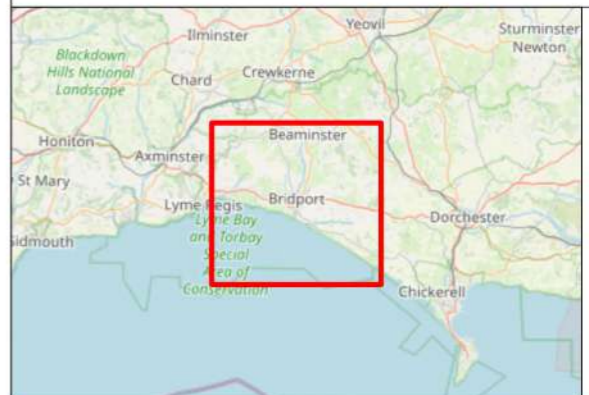 Yeovil
Ilminster
Sturminster
Newton
Blackdown
Hills National
Landscape
Crewkerne
Chard
Beaminster
Honiton
Axminster
St Mary
Lyme Regis
Bridport
Lyme Bay
and Torbay
Special
Area of
Conservation
Dorchester
Sidmouth
Chickerell